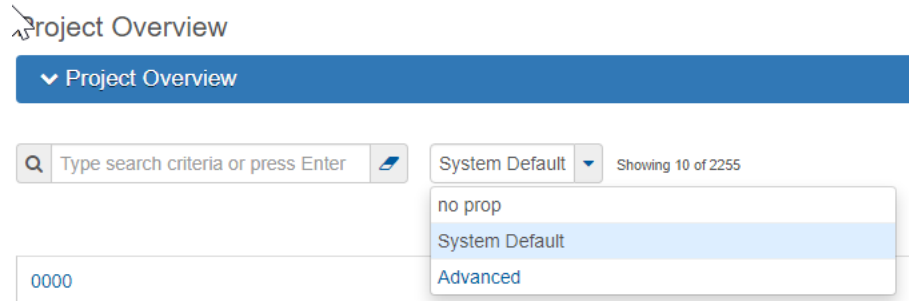 Project Overview
Project Overview
Type search criteria or press Enter
System Default
Showing 10 of 2255
no prop
System Default
Advanced
0000